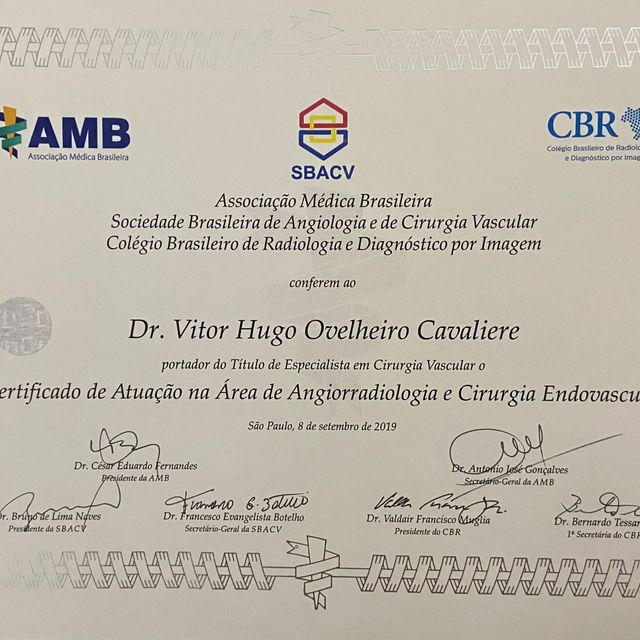 AMB
Associação Médica Brasileira
SBACV
CBR
Colégio Brasileiro de Radiolo
e Diagnóstico por Imag
Associação Médica Brasileira
Sociedade Brasileira de Angiologia e de Cirurgia Vascular
Colégio Brasileiro de Radiologia e Diagnóstico por Imagem
conferem ao
Dr. Vitor Hugo Ovelheiro Cavaliere
portador do Título de Especialista em Cirurgia Vascular o
ertificado de Atuação na Área de Angiorradiologia e Cirurgia Endovascul
São Paulo, 8 de setembro de 2019
Dr. César Eduardo Fernandes
Presidente da AMB
Dr. Antonio José Gonçalves
Secretário-Geral da AMB
Dr. Bruno de Lima Naves
Presidente da SBACV
Dr. Francesco Evangelista Botelho
Secretário-Geral da SBACV
Dr. Valdair Francisco Muglia
Presidente do CBR
Dr. Bernardo Tessar
1ª Secretária do CBR